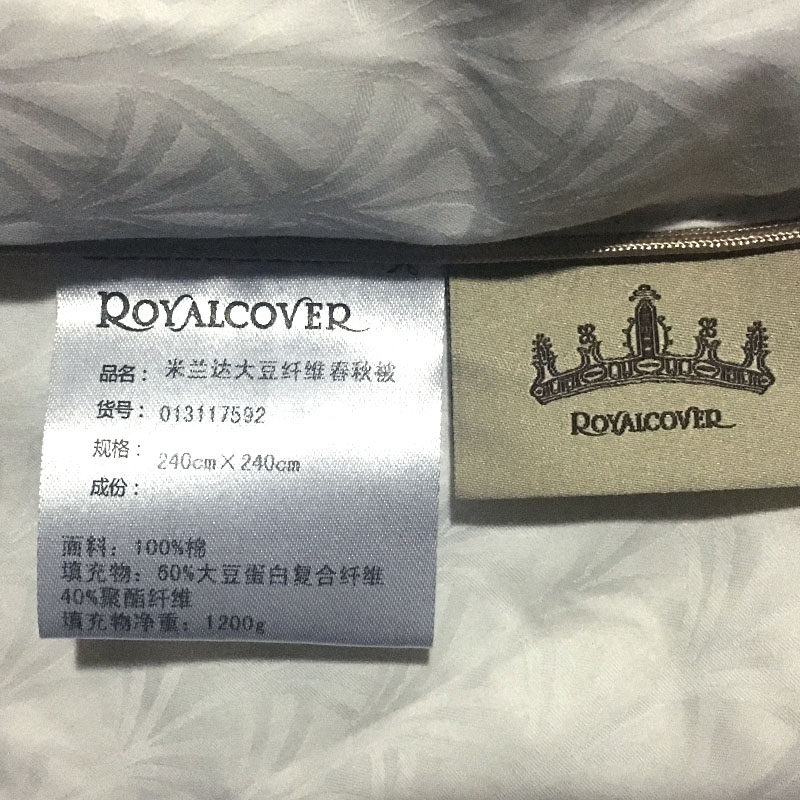 ROYALCOVER
品名：米兰达大豆纤维春秋被
货号：013117592
规格：240cm×240cm
成份：
面料：100%棉
填充物：60%大豆蛋白复合纤维
40%聚酯纤维
填充物净重：1200g
ROYALCOVER